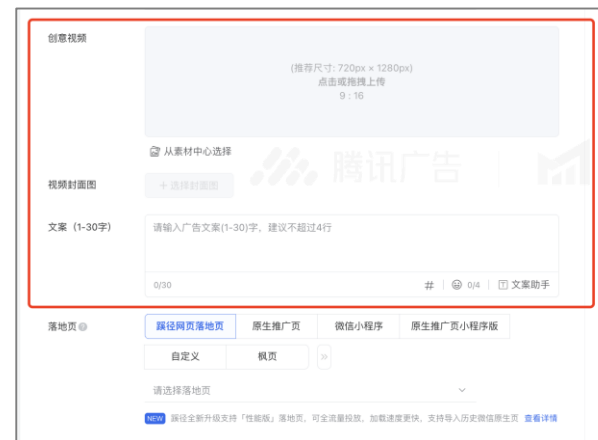 创意视频
(推荐尺寸: 720px × 1280px)
点击或拖拽上传
9 : 16
从素材中心选择
腾讯广告
视频封面图
+ 选择封面图
文案（1-30字）
请输入广告文案(1-30)字，建议不超过4行
0/30
# 0/4 文案助手
落地页
蹊径网页落地页 原生推广页 微信小程序 原生推广页小程序版
自定义 枫页
请选择落地页
NEW 蹊径全新升级支持「性能版」落地页，可全流量投放，加载速度更快，支持导入历史微信原生页 查看详情